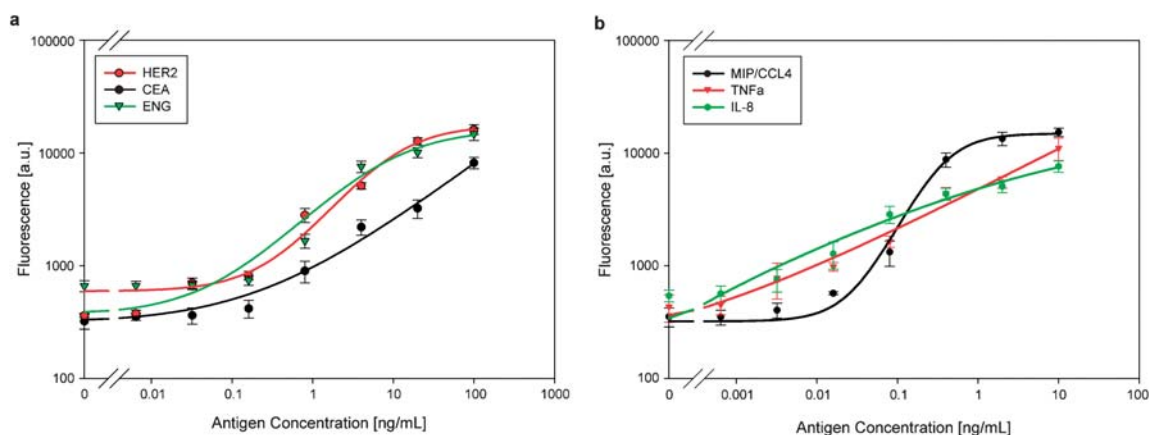 a
100000
10000
1000
100
Fluorescence [a.u.]
HER2
CEA
ENG
0
0.01
0.1
1
10
100
1000
Antigen Concentration [ng/mL]
b
100000
10000
1000
100
Fluorescence [a.u.]
MIP/CCL4
TNFa
IL-8
0
0.001
0.01
0.1
1
10
100
Antigen Concentration [ng/mL]